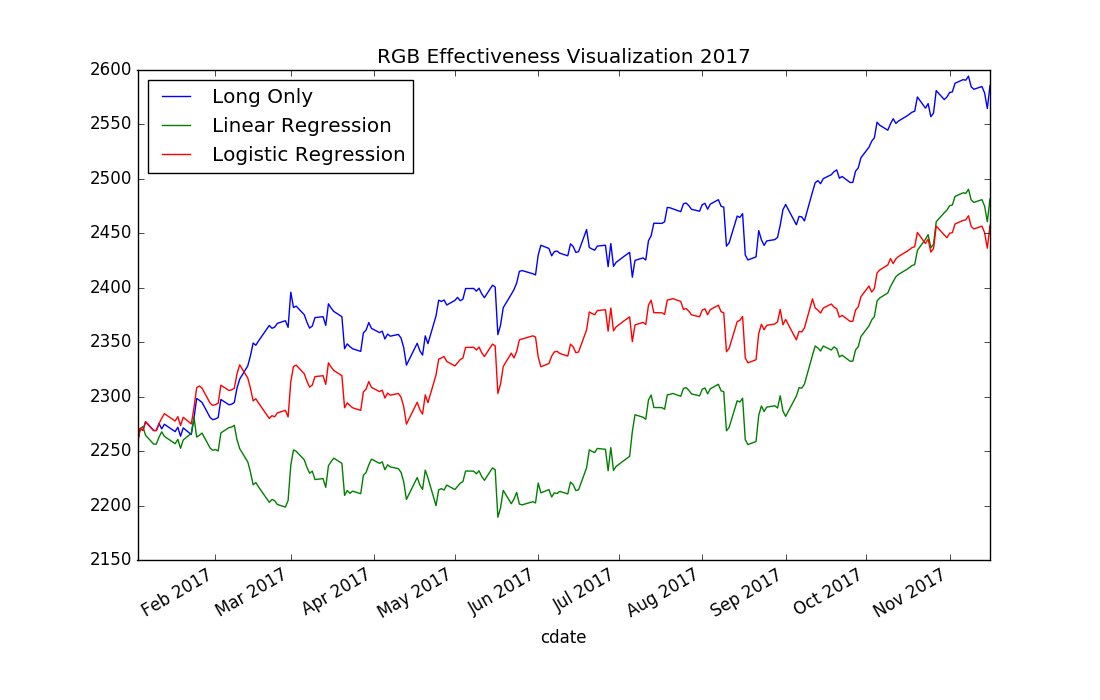 RGB Effectiveness Visualization 2017
2600
2550
2500
2450
2400
2350
2300
2250
2200
2150
Long Only
Linear Regression
Logistic Regression
Feb 2017
Mar 2017
Apr 2017
May 2017
Jun 2017
Jul 2017
Aug 2017
Sep 2017
Oct 2017
Nov 2017
cdate